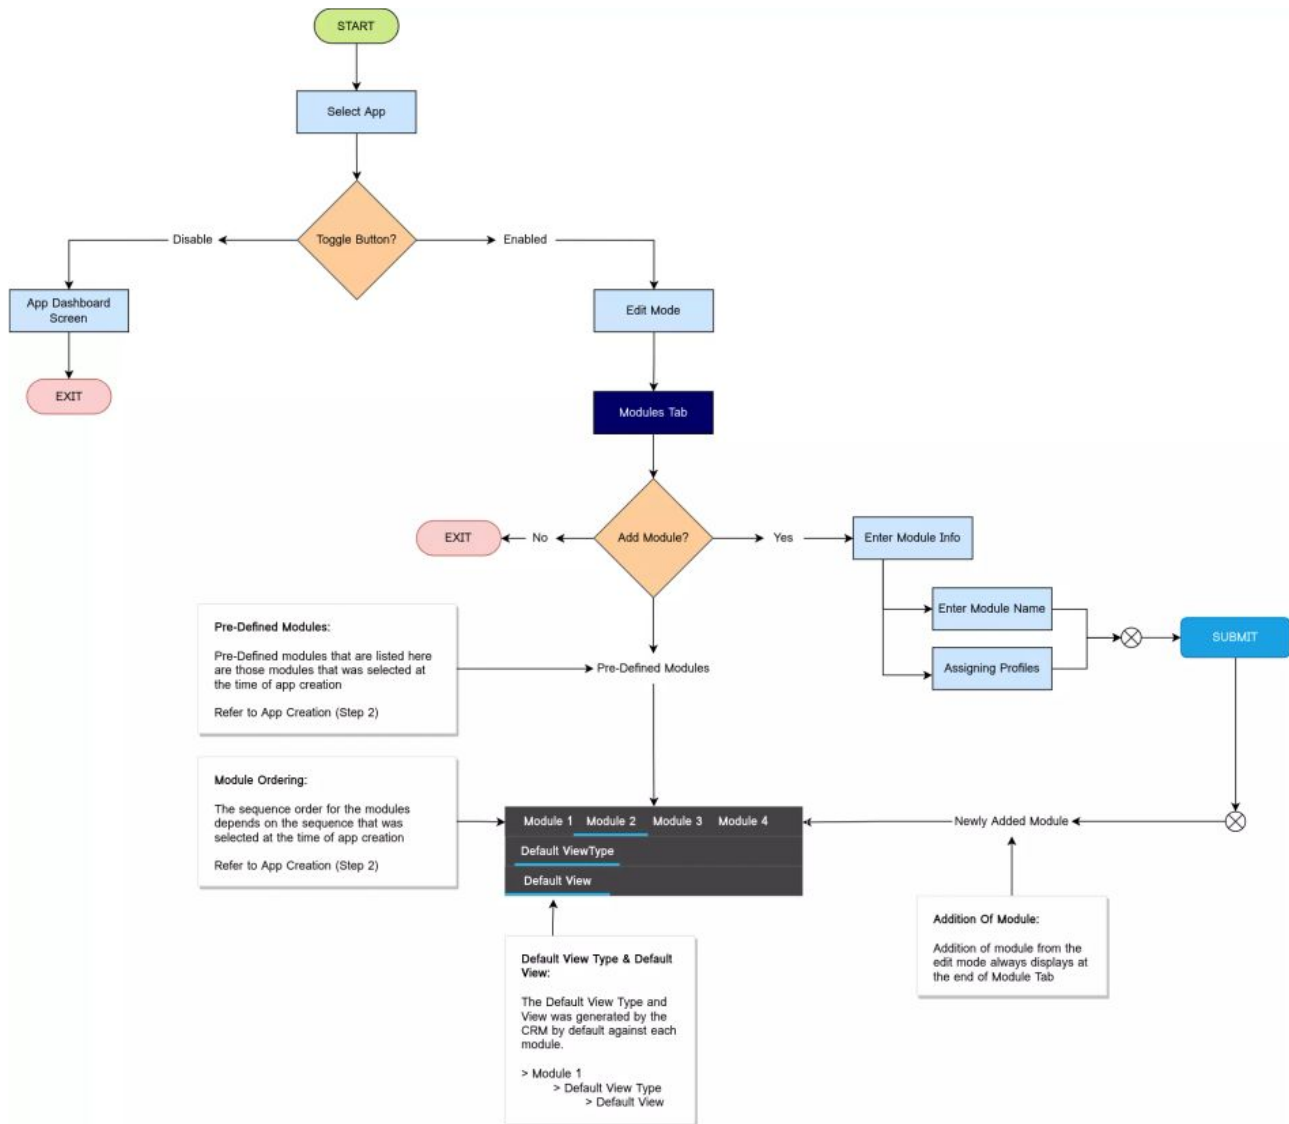 START
Select App
Toggle Button?
Disable
Enabled
App Dashboard
Screen
Edit Mode
EXIT
Modules Tab
Add Module?
No
EXIT
Yes
Enter Module Info
Enter Module Name
Assigning Profiles
SUBMIT
Pre-Defined Modules:
Pre-Defined modules that are listed here
are those modules that was selected at
the time of app creation
Refer to App Creation (Step 2)
Pre-Defined Modules
Module Ordering:
The sequence order for the modules
depends on the sequence that was
selected at the time of app creation
Refer to App Creation (Step 2)
Module 1 Module 2 Module 3 Module 4
Default ViewType
Default View
Newly Added Module
Addition Of Module:
Addition of module from the
edit mode always displays at
the end of Module Tab
Default View Type & Default
View:
The Default View Type and
View was generated by the
CRM by default against each
module.
> Module 1
> Default View Type
> Default View